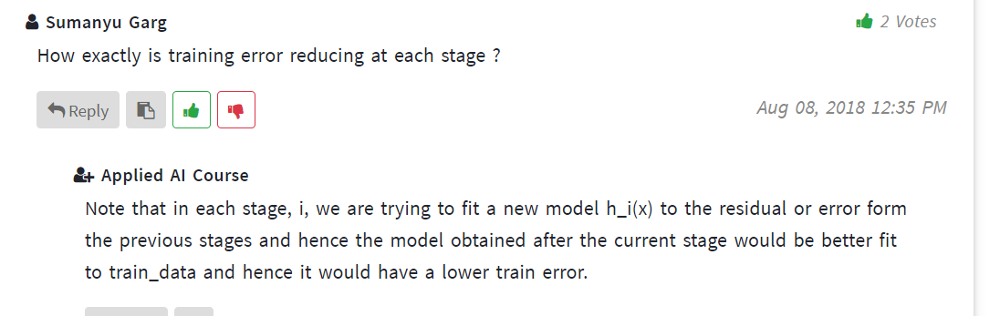 Sumanyu Garg
2 Votes
How exactly is training error reducing at each stage ?
Reply
Aug 08, 2018 12:35 PM
Applied AI Course
Note that in each stage, i, we are trying to fit a new model h_i(x) to the residual or error form
the previous stages and hence the model obtained after the current stage would be better fit
to train_data and hence it would have a lower train error.